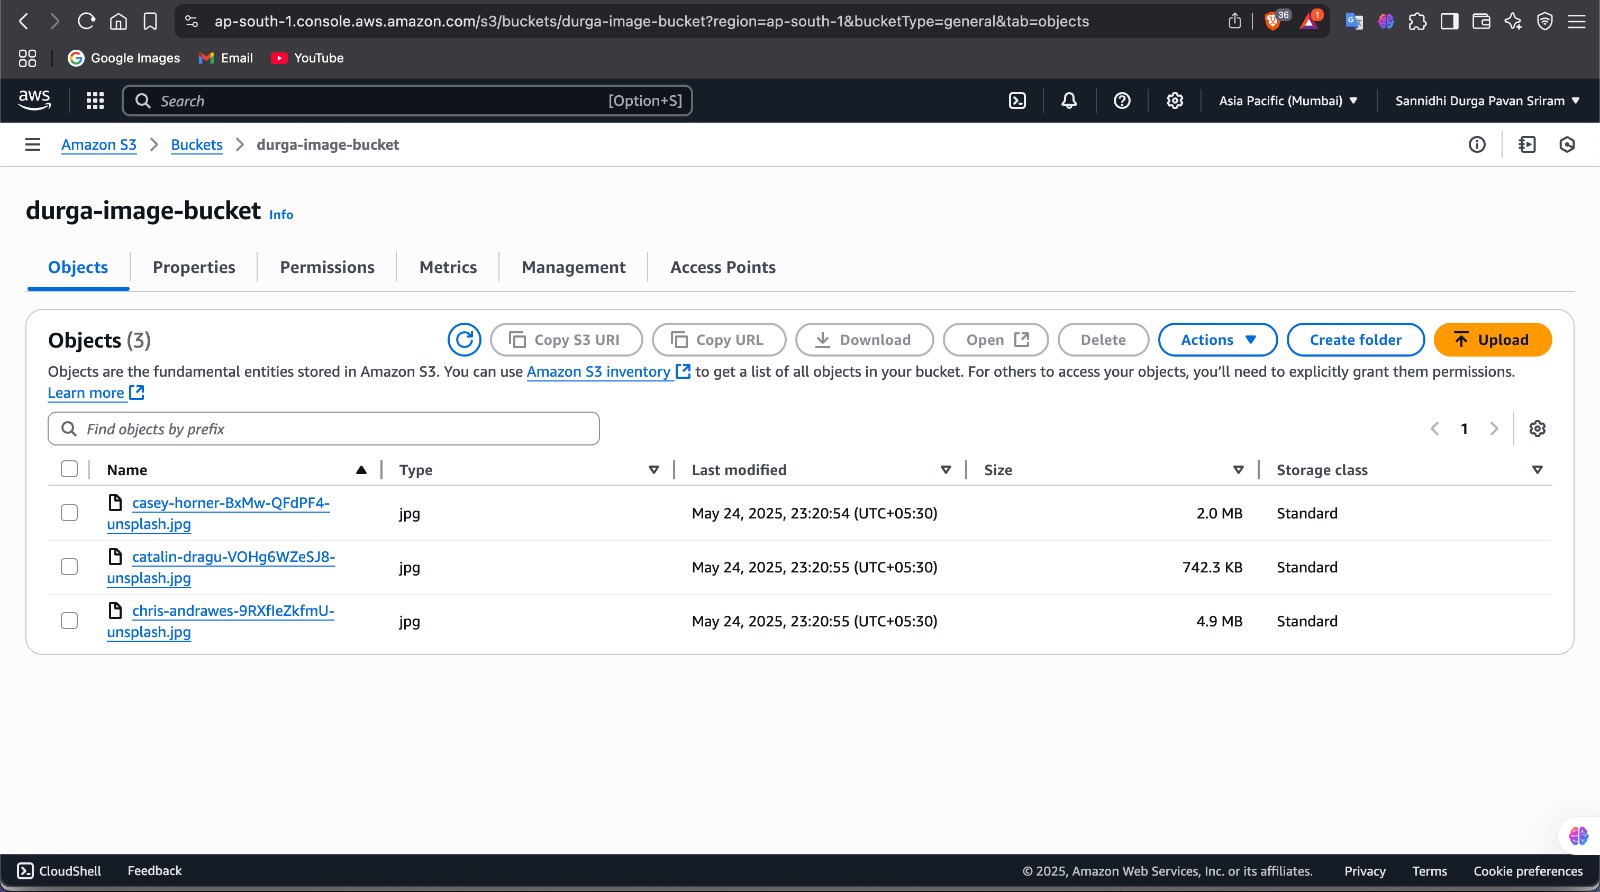 ap-south-1.console.aws.amazon.com/s3/buckets/durga-image-bucket?region=ap-south-1&bucketType=general&tab=objects
36
1
Google Images
Email
YouTube
aws
Search
[Option+S]
Asia Pacific (Mumbai)
Sannidhi Durga Pavan Sriram
Amazon S3
Buckets
durga-image-bucket
durga-image-bucket Info
Objects
Properties
Permissions
Metrics
Management
Access Points
Objects (3)
Copy S3 URI
Copy URL
Download
Open
Delete
Actions
Create folder
Upload
Objects are the fundamental entities stored in Amazon S3. You can use Amazon S3 inventory to get a list of all objects in your bucket. For others to access your objects, you’ll need to explicitly grant them permissions.
Learn more
Find objects by prefix
1
Name
Type
Last modified
Size
Storage class
casey-horner-BxMw-QFdPF4-
unsplash.jpg
jpg
May 24, 2025, 23:20:54 (UTC+05:30)
2.0 MB
Standard
catalin-dragu-VOHg6WZeSJ8-
unsplash.jpg
jpg
May 24, 2025, 23:20:55 (UTC+05:30)
742.3 KB
Standard
chris-andrawes-9RXfIeZkfmU-
unsplash.jpg
jpg
May 24, 2025, 23:20:55 (UTC+05:30)
4.9 MB
Standard
CloudShell
Feedback
© 2025, Amazon Web Services, Inc. or its affiliates.
Privacy
Terms
Cookie preferences